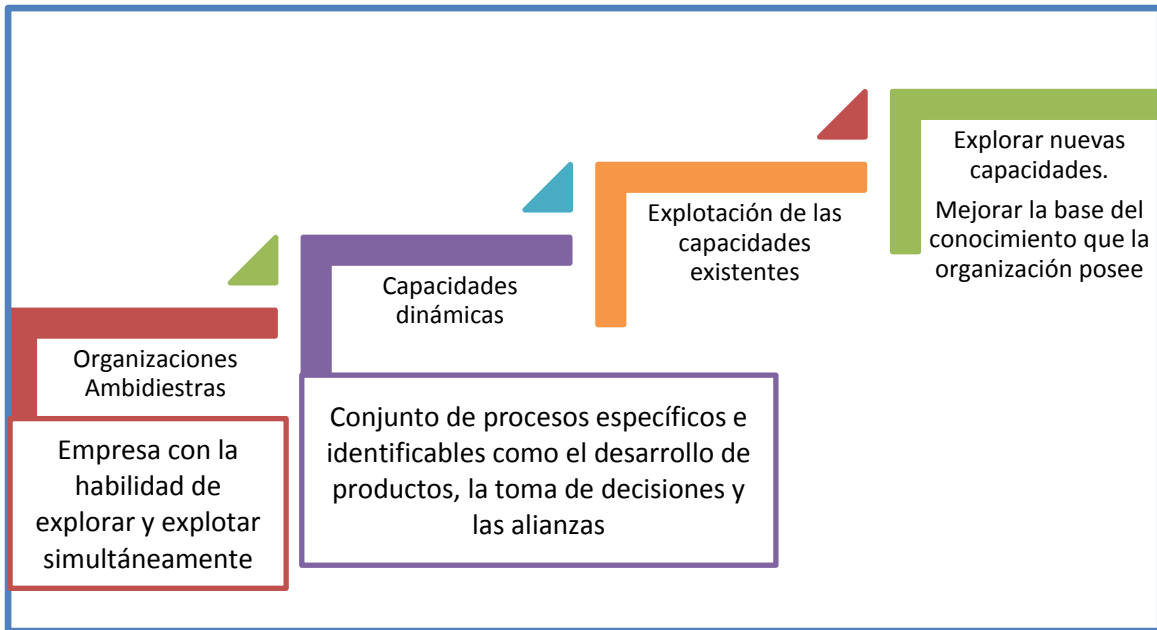 Organizaciones
Ambidiestras
Empresa con la
habilidad de
explorar y explotar
simultáneamente
Capacidades
dinámicas
Conjunto de procesos específicos e
identificables como el desarrollo de
productos, la toma de decisiones y
las alianzas
Explotación de las
capacidades
existentes
Explorar nuevas
capacidades.
Mejorar la base del
conocimiento que la
organización posee